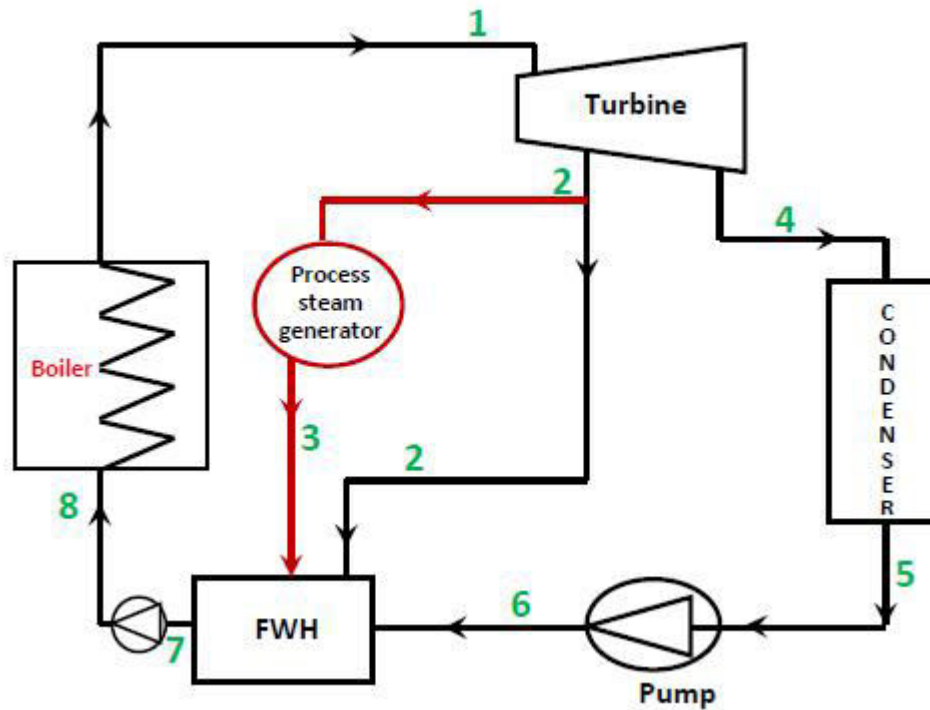 1
Turbine
2
4
Process
steam
generator
C
O
N
D
E
N
S
E
R
Boiler
3
2
8
5
6
FWH
7
Pump